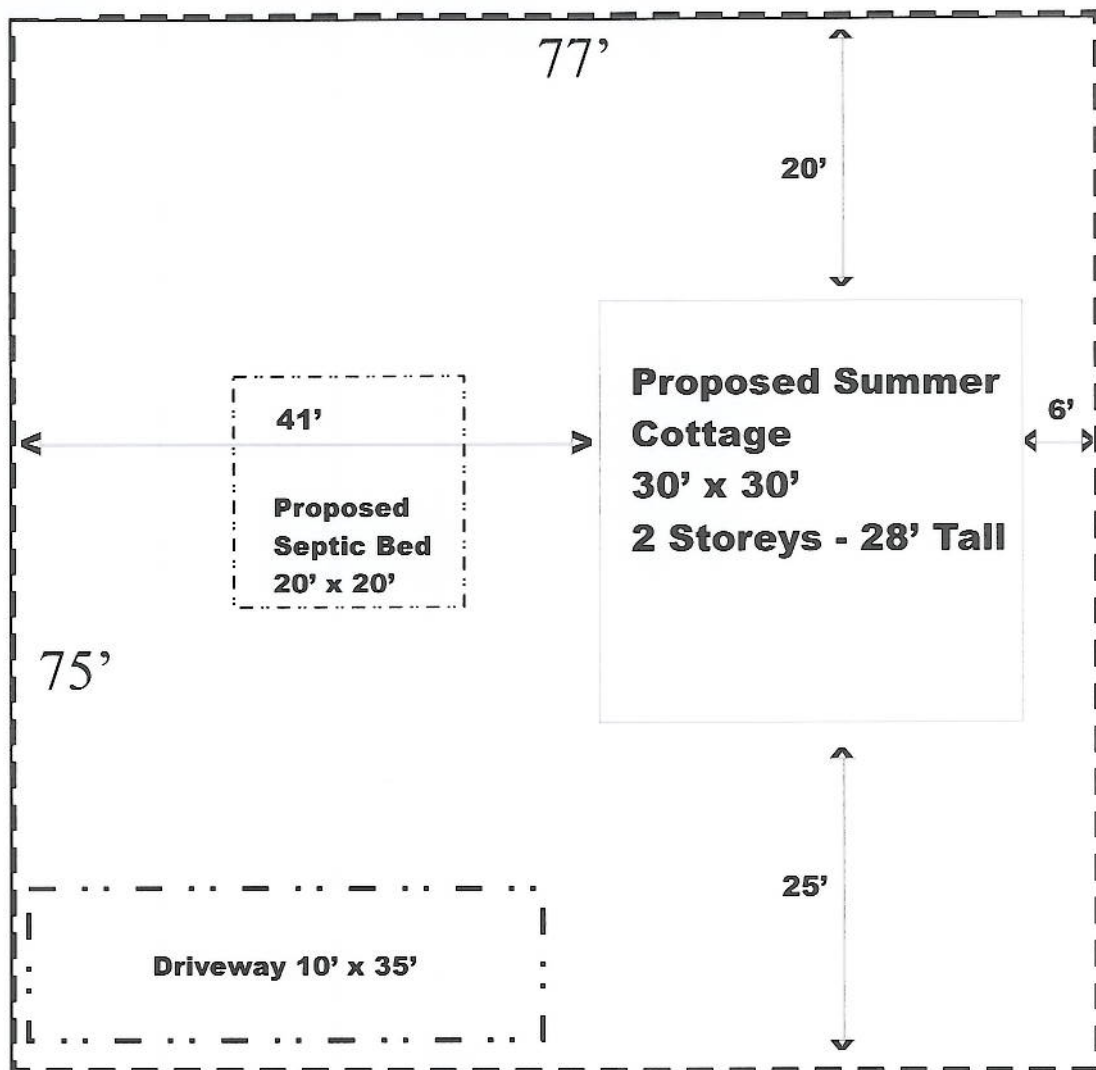 77’
20’
Proposed Summer
Cottage
30’ x 30’
2 Storeys - 28’ Tall
6’
41’
Proposed
Septic Bed
20’ x 20’
75’
25’
Driveway 10’ x 35’